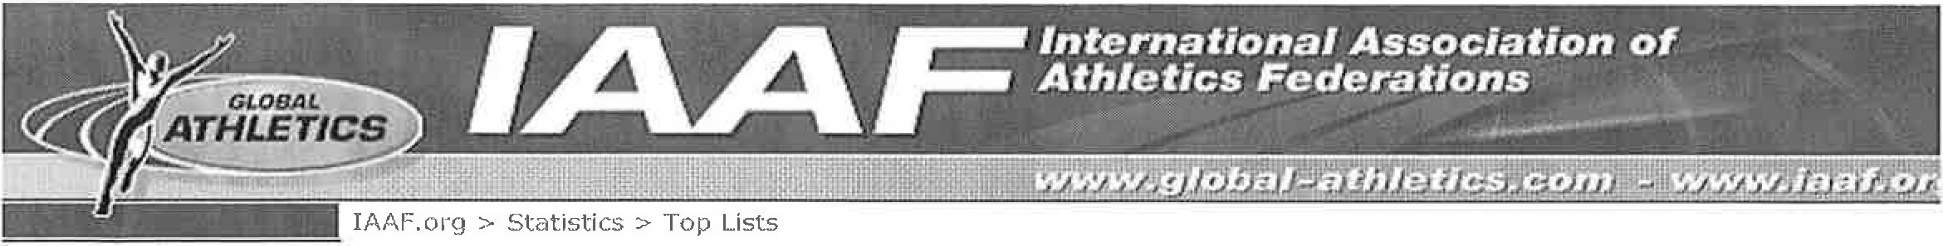 GLOBAL
ATHLETICS
IAAF
International Association of
Athletics Federations
www.global-athletics.com - www.iaaf.or
IAAF.org > Statistics > Top Lists